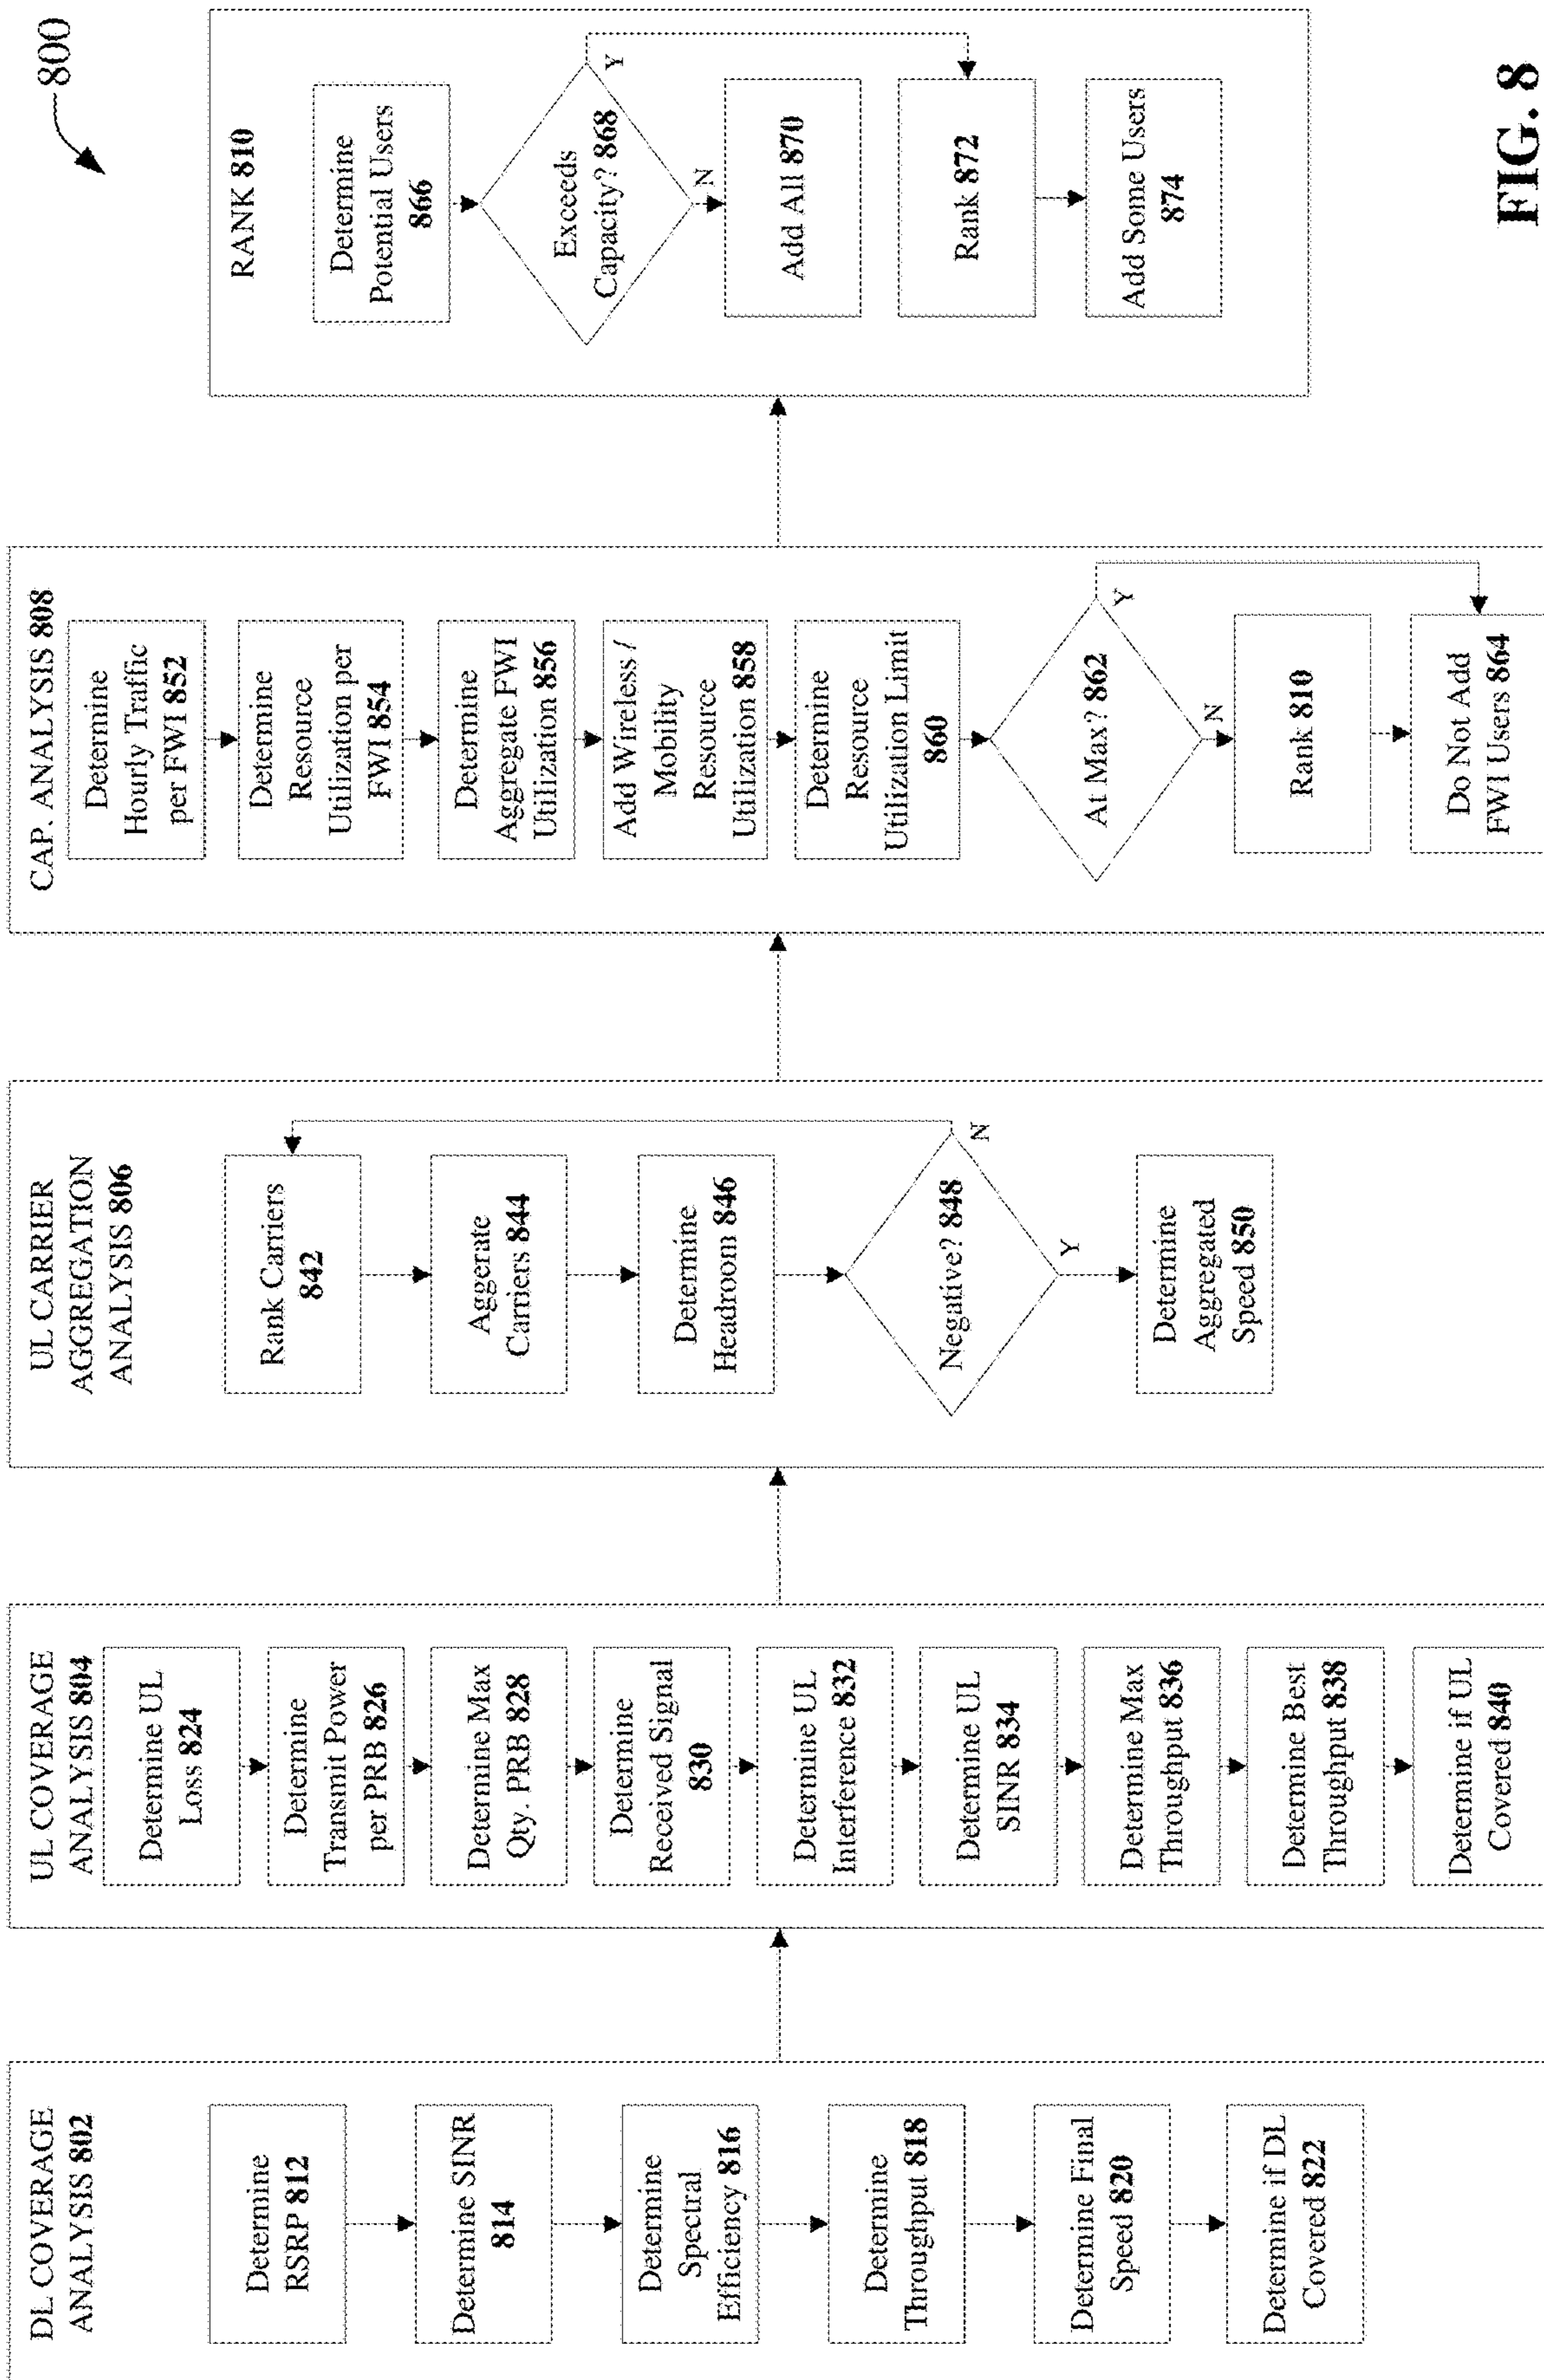 800
DL COVERAGE
ANALYSIS 802
Determine
RSRP 812
Determine SINR
814
Determine
Spectral
Efficiency 816
Determine
Throughput 818
Determine Final
Speed 820
Determine if DL
Covered 822
UL COVERAGE
ANALYSIS 804
Determine UL
Loss 824
Determine
Transmit Power
per PRB 826
Determine Max
Qty. PRB 828
Determine
Received Signal
830
Determine UL
Interference 832
Determine UL
SINR 834
Determine Max
Throughput 836
Determine Best
Throughput 838
Determine if UL
Covered 840
UL CARRIER
AGGREGATION
ANALYSIS 806
Rank Carriers
842
Aggerate
Carriers 844
Determine
Headroom 846
Negative? 848
N
Y
Determine
Aggregated
Speed 850
CAP. ANALYSIS 808
Determine
Hourly Traffic
per FWI 852
Determine
Resource
Utilization per
FWI 854
Determine
Aggregate FWI
Utilization 856
Add Wireless /
Mobility
Resource
Utilization 858
Determine
Resource
Utilization Limit
860
At Max? 862
Y
N
Rank 810
Do Not Add
FWI Users 864
RANK 810
Determine
Potential Users
866
Exceeds
Capacity? 868
Y
N
Add All 870
Rank 872
Add Some Users
874
FIG. 8